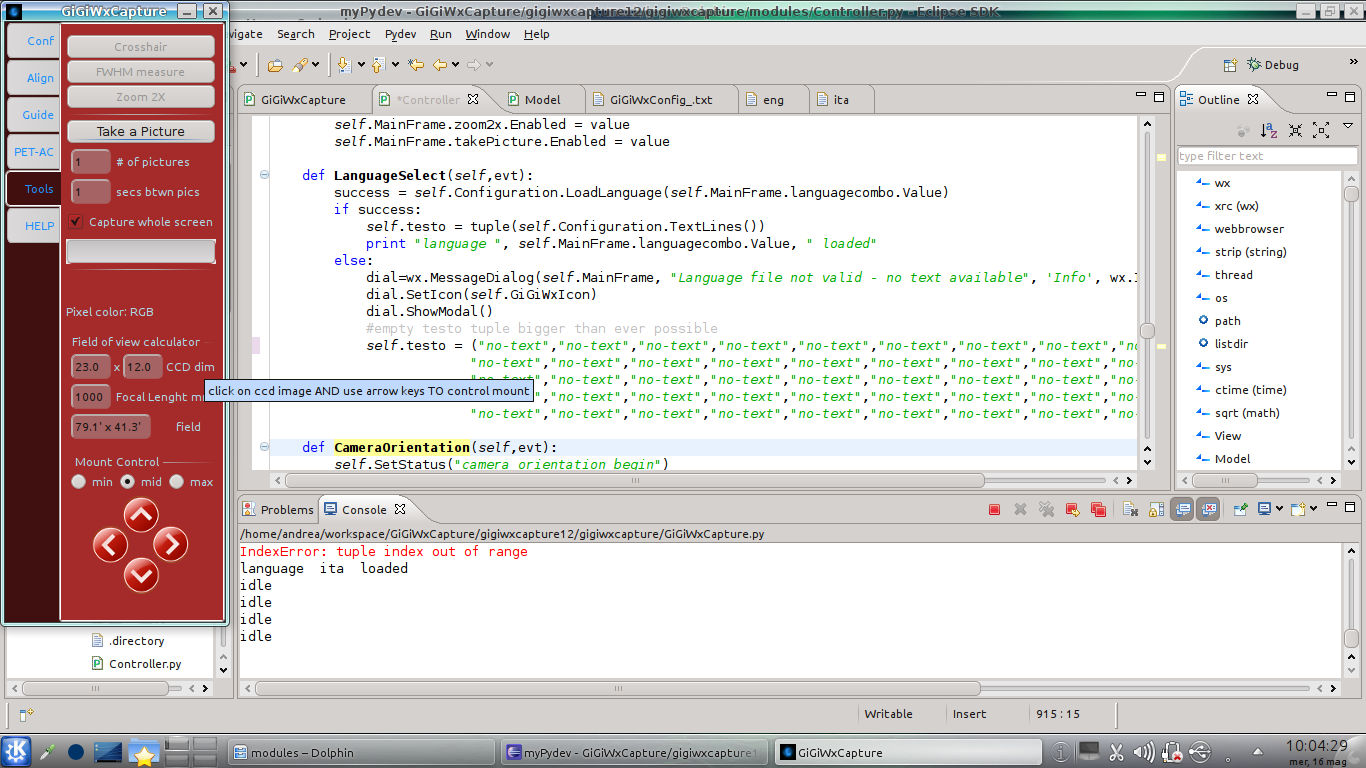 GiGiWxCapture
myPydev - GiGiWxCapture/gigiwxcapture12/gigiwxcapture/modules/Controller.py - Eclipse SDK
Conf
Align
Guide
PET-AC
Tools
HELP
Crosshair
FWHM measure
Zoom 2X
Take a Picture
1 # of pictures
1 secs btwn pics
Capture whole screen
Pixel color: RGB
Field of view calculator
23.0 x 12.0 CCD dim
1000 Focal Lenght m
79.1' x 41.3' field
Mount Control
min mid max
click on ccd image AND use arrow keys TO control mount
vigate Search Project Pydev Run Window Help
Debug
GiGiWxCapture *Controller Model GiGiWxConfig_.txt eng ita
self.MainFrame.zoom2x.Enabled = value
self.MainFrame.takePicture.Enabled = value
def LanguageSelect(self,evt):
success = self.Configuration.LoadLanguage(self.MainFrame.languagecombo.Value)
if success:
self.testo = tuple(self.Configuration.TextLines())
print "language ", self.MainFrame.languagecombo.Value, " loaded"
else:
dial=wx.MessageDialog(self.MainFrame, "Language file not valid - no text available", 'Info', wx.I
dial.SetIcon(self.GiGiWxIcon)
dial.ShowModal()
#empty testo tuple bigger than ever possible
self.testo = ("no-text","no-text","no-text","no-text","no-text","no-text","no-text","no-text","no
"no-text","no-text","no-text","no-text","no-text","no-text","no-text","no-text","no-
"no-text","no-text","no-text","no-text","no-text","no-text","no-text","no-text","no-
"no-text","no-text","no-text","no-text","no-text","no-text","no-
"no-text","no-text","no-text","no-text","no-text","no-text","no-text","no-text","no-
def CameraOrientation(self,evt):
self.SetStatus("camera orientation begin")
Outline
type filter text
wx
xrc (wx)
webbrowser
strip (string)
thread
os
path
listdir
sys
ctime (time)
sqrt (math)
View
Model
Problems Console
/home/andrea/workspace/GiGiWxCapture/gigiwxcapture12/gigiwxcapture/GiGiWxCapture.py
IndexError: tuple index out of range
language  ita  loaded
idle
idle
idle
idle
.directory
Controller.py
Writable Insert 915 : 15
modules – Dolphin
myPydev - GiGiWxCapture/gigiwxcapture1
GiGiWxCapture
10:04:29
mer, 16 mag